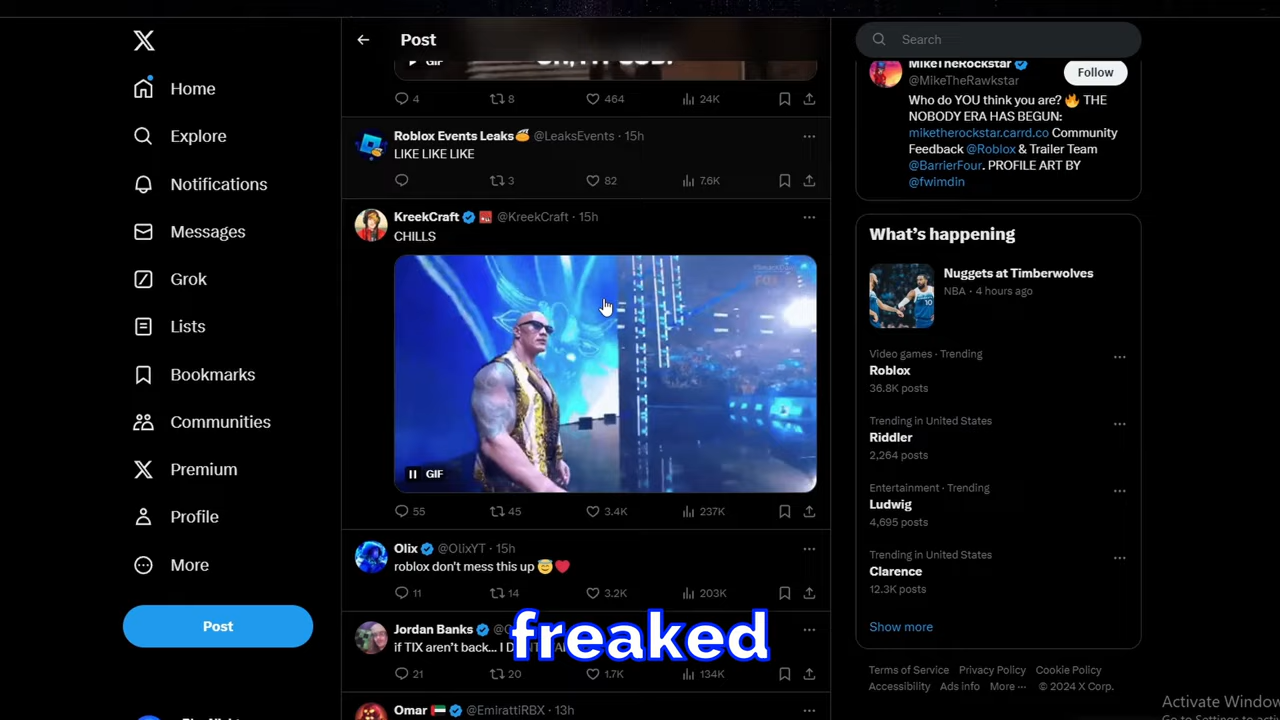 Post
Search
GIF
4
8
464
24K
Roblox Events Leaks @LeaksEvents · 15h
LIKE LIKE LIKE
3
82
7.6K
KreekCraft @KreekCraft · 15h
CHILLS
GIF
55
45
3.4K
237K
Olix @OlixYT · 15h
roblox don't mess this up 😇❤️
11
14
3.2K
203K
Jordan Banks
if TIX aren't back... I D
freaked
21
20
1.7K
134K
Omar @EmirattiRBX · 13h
Home
Explore
Notifications
Messages
Grok
Lists
Bookmarks
Communities
Premium
Profile
More
Post
MikeTheRockstar
@MikeTheRawkstar
Follow
Who do YOU think you are? 🔥 THE
NOBODY ERA HAS BEGUN:
miketherockstar.carrd.co Community
Feedback @Roblox & Trailer Team
@BarrierFour. PROFILE ART BY
@fwimdin
What's happening
Nuggets at Timberwolves
NBA · 4 hours ago
Video games · Trending
Roblox
36.8K posts
Trending in United States
Riddler
2,264 posts
Entertainment · Trending
Ludwig
4,695 posts
Trending in United States
Clarence
12.3K posts
Show more
Terms of Service Privacy Policy Cookie Policy
Accessibility Ads info More ··· © 2024 X Corp.
Activate Window